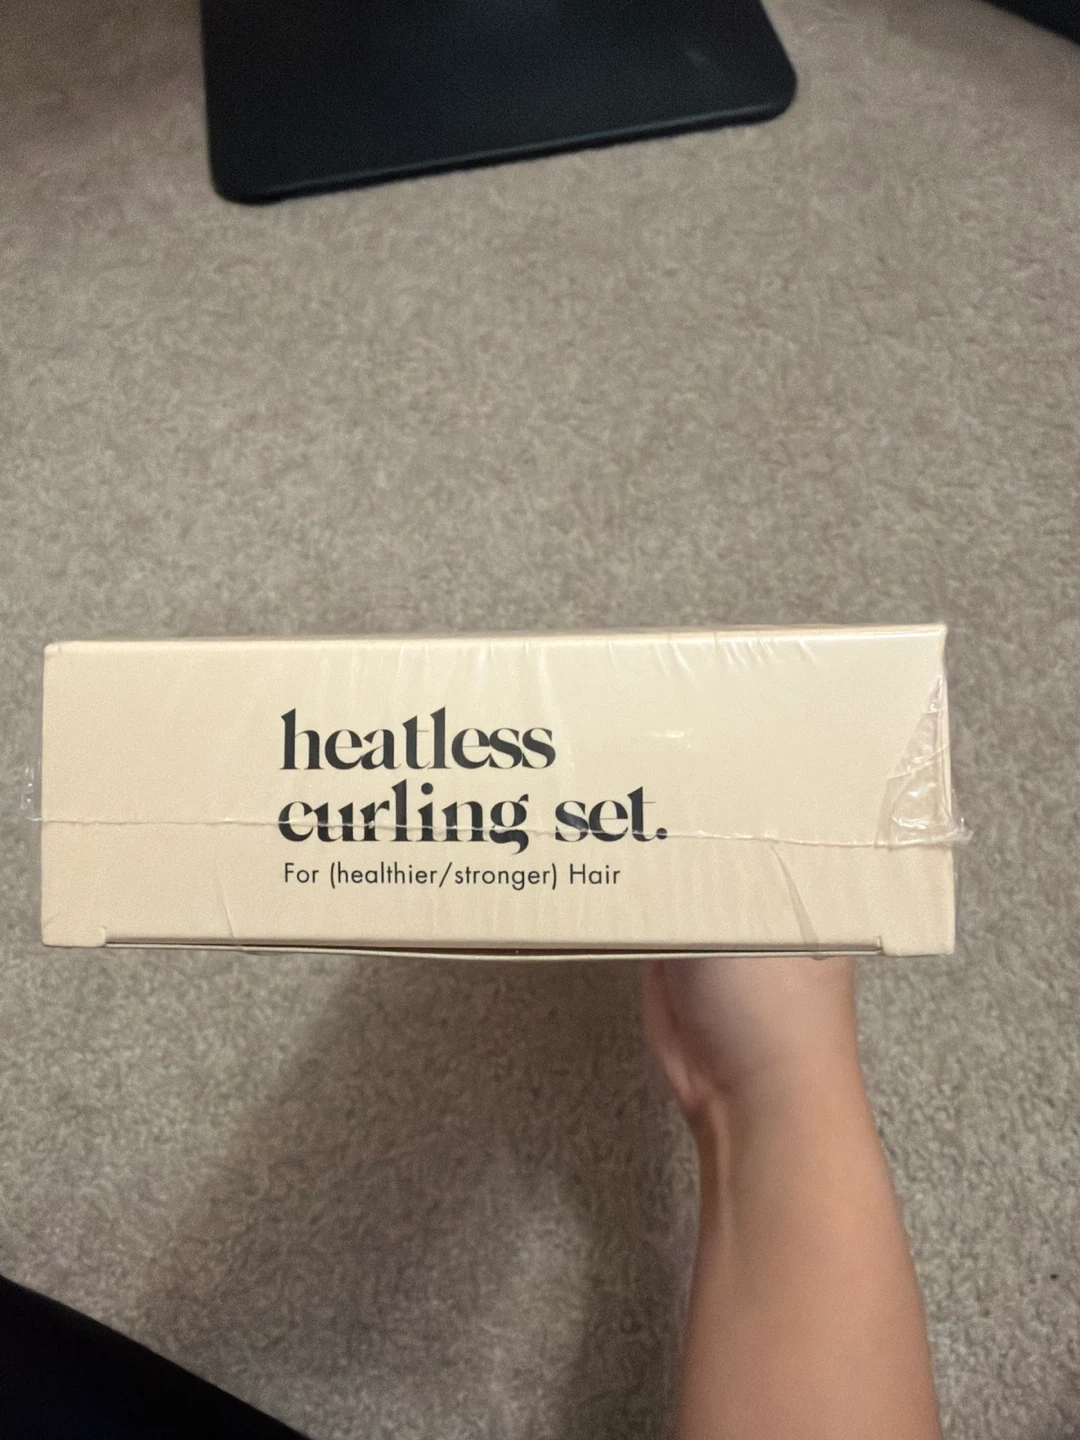 heatless
curling set.
For (healthier/stronger) Hair